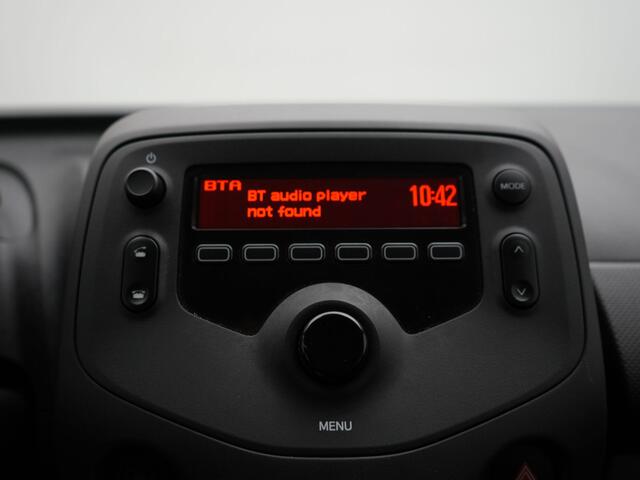 BTA
BT audio player
not found
10:42
MODE
MENU